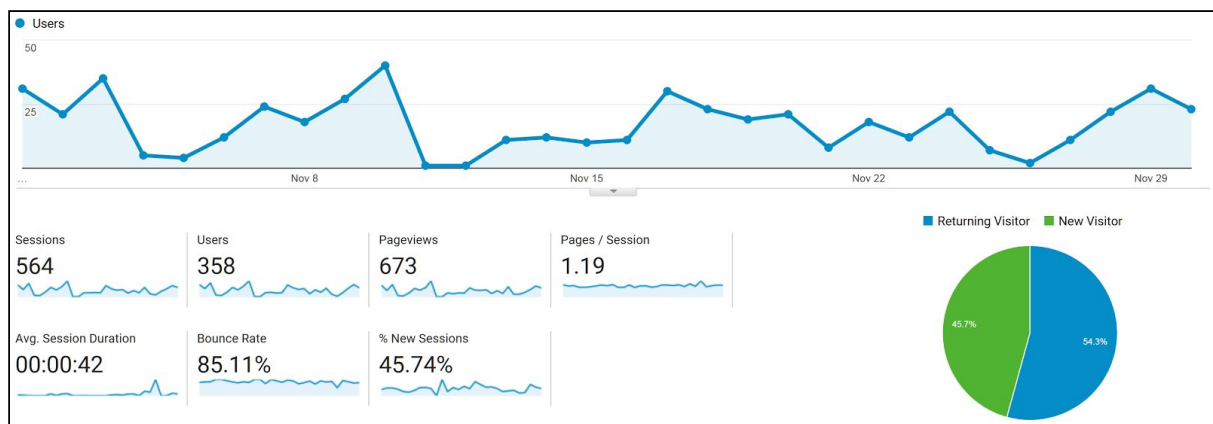 Users
50
25
... Nov 8 Nov 15 Nov 22 Nov 29
Returning Visitor New Visitor
Sessions Users Pageviews Pages / Session
564 358 673 1.19
45.7% 54.3%
Avg. Session Duration Bounce Rate % New Sessions
00:00:42 85.11% 45.74%